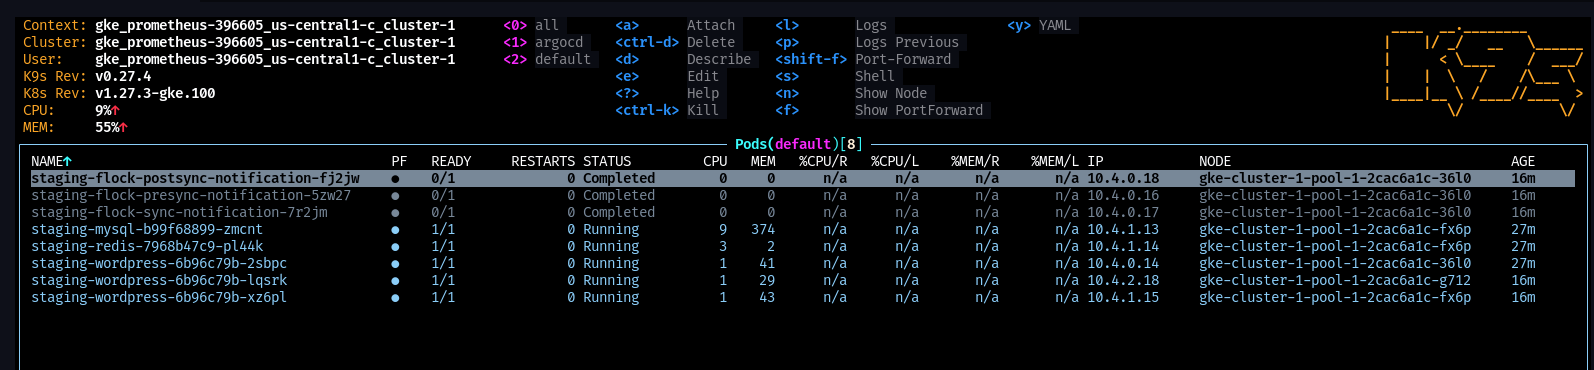 Context: gke_prometheus-396605_us-central1-c_cluster-1 <0> all <a> Attach <l> Logs <y> YAML
Cluster: gke_prometheus-396605_us-central1-c_cluster-1 <1> argocd <ctrl-d> Delete <p> Logs Previous
User: gke_prometheus-396605_us-central1-c_cluster-1 <2> default <d> Describe <shift-f> Port-Forward
K9s Rev: v0.27.4 <e> Edit <s> Shell
K8s Rev: v1.27.3-gke.100 <?> Help <n> Show Node
CPU: 9%↑ <ctrl-k> Kill <f> Show PortForward
MEM: 55%↑
Pods(default)[8]
NAME↑ PF READY RESTARTS STATUS CPU MEM %CPU/R %CPU/L %MEM/R %MEM/L IP NODE AGE
staging-flock-postsync-notification-fj2jw ● 0/1 0 Completed 0 0 n/a n/a n/a n/a 10.4.0.18 gke-cluster-1-pool-1-2cac6a1c-36l0 16m
staging-flock-presync-notification-5zw27 ● 0/1 0 Completed 0 0 n/a n/a n/a n/a 10.4.0.16 gke-cluster-1-pool-1-2cac6a1c-36l0 16m
staging-flock-sync-notification-7r2jm ● 0/1 0 Completed 0 0 n/a n/a n/a n/a 10.4.0.17 gke-cluster-1-pool-1-2cac6a1c-36l0 16m
staging-mysql-b99f68899-zmcnt ● 1/1 0 Running 9 374 n/a n/a n/a n/a 10.4.1.13 gke-cluster-1-pool-1-2cac6a1c-fx6p 27m
staging-redis-7968b47c9-pl44k ● 1/1 0 Running 3 2 n/a n/a n/a n/a 10.4.1.14 gke-cluster-1-pool-1-2cac6a1c-fx6p 27m
staging-wordpress-6b96c79b-2sbpc ● 1/1 0 Running 1 41 n/a n/a n/a n/a 10.4.0.14 gke-cluster-1-pool-1-2cac6a1c-36l0 27m
staging-wordpress-6b96c79b-lqsrk ● 1/1 0 Running 1 29 n/a n/a n/a n/a 10.4.2.18 gke-cluster-1-pool-1-2cac6a1c-g712 16m
staging-wordpress-6b96c79b-xz6pl ● 1/1 0 Running 1 43 n/a n/a n/a n/a 10.4.1.15 gke-cluster-1-pool-1-2cac6a1c-fx6p 16m